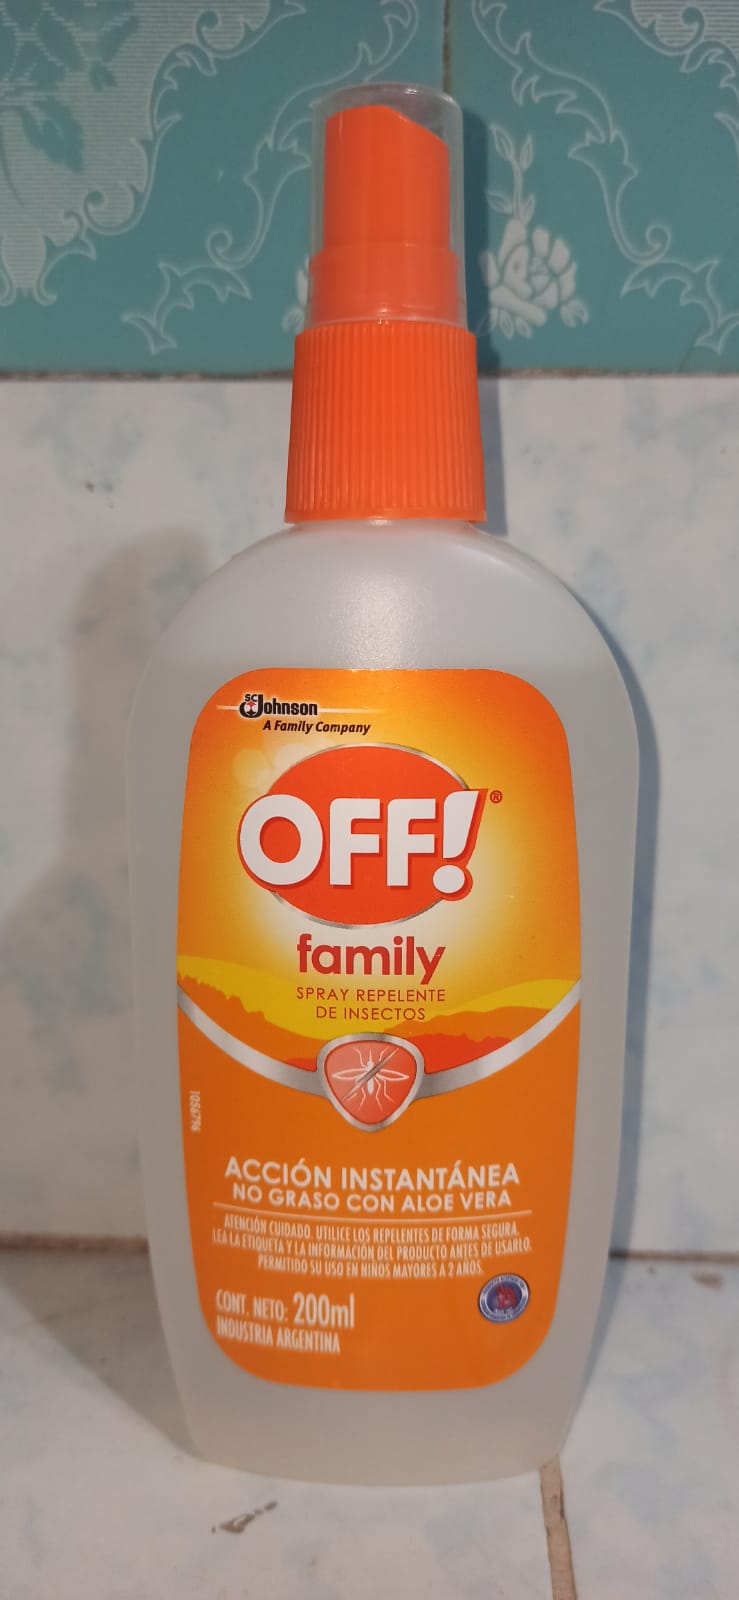 SC Johnson
A Family Company
OFF!®
family
SPRAY REPELENTE
DE INSECTOS
1056796
ACCIÓN INSTANTÁNEA
NO GRASO CON ALOE VERA
ATENCIÓN CUIDADO. UTILICE LOS REPELENTES DE FORMA SEGURA.
LEA LA ETIQUETA Y LA INFORMACIÓN DEL PRODUCTO ANTES DE USARLO.
PERMITIDO SU USO EN NIÑOS MAYORES A 2 AÑOS.
CONT. NETO: 200ml
INDUSTRIA ARGENTINA